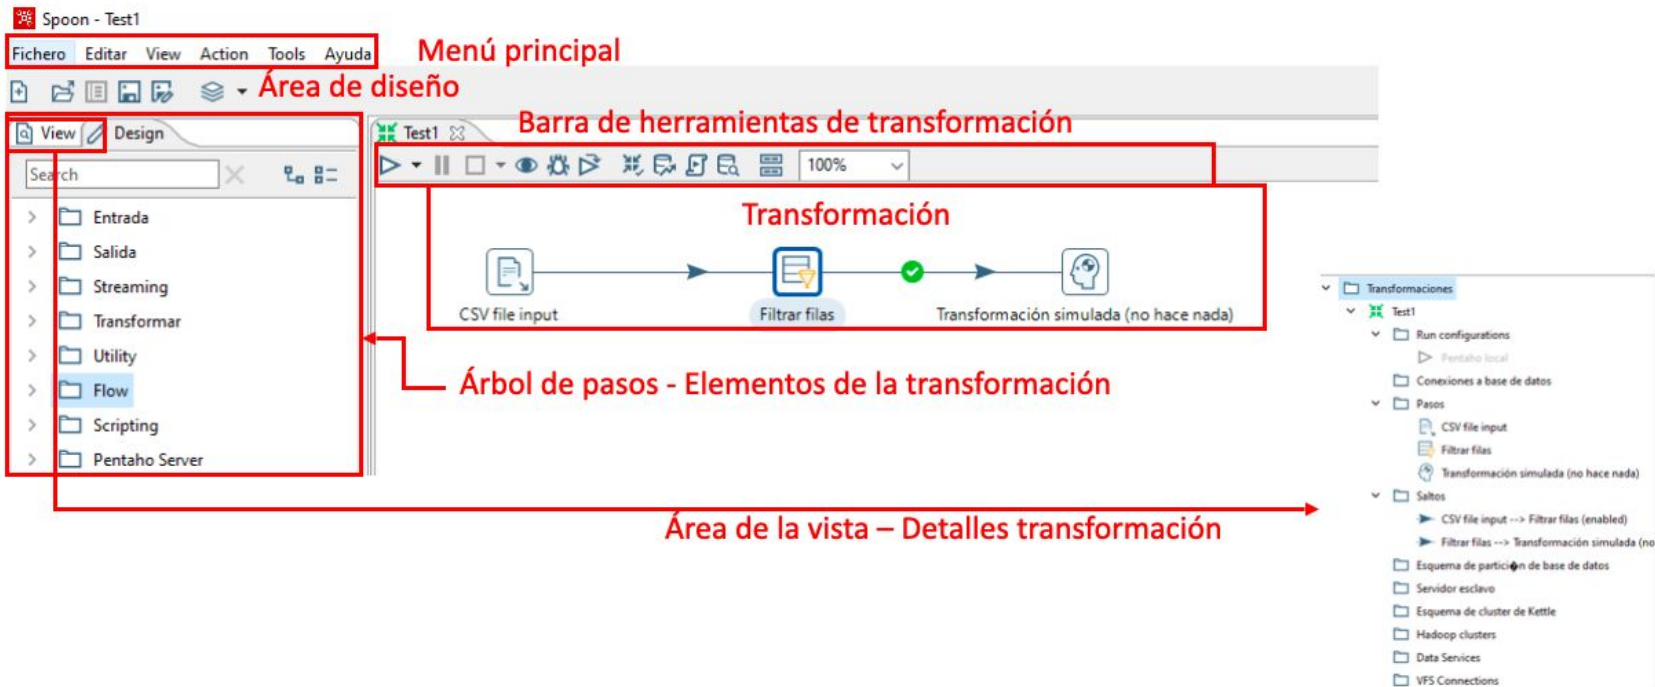 Spoon - Test1
Fichero Editar View Action Tools Ayuda
Menú principal
Área de diseño
View Design
Test1
Barra de herramientas de transformación
Search
100%
Entrada
Salida
Streaming
Transformar
Utility
Flow
Scripting
Pentaho Server
Transformación
CSV file input
Filtrar filas
Transformación simulada (no hace nada)
Árbol de pasos - Elementos de la transformación
Área de la vista – Detalles transformación
Transformaciones
Test1
Run configurations
Pentaho local
Conexiones a base de datos
Pasos
CSV file input
Filtrar filas
Transformación simulada (no hace nada)
Saltos
CSV file input --> Filtrar filas (enabled)
Filtrar filas --> Transformación simulada (no
Esquema de partici�n de base de datos
Servidor esclavo
Esquema de cluster de Kettle
Hadoop clusters
Data Services
VFS Connections